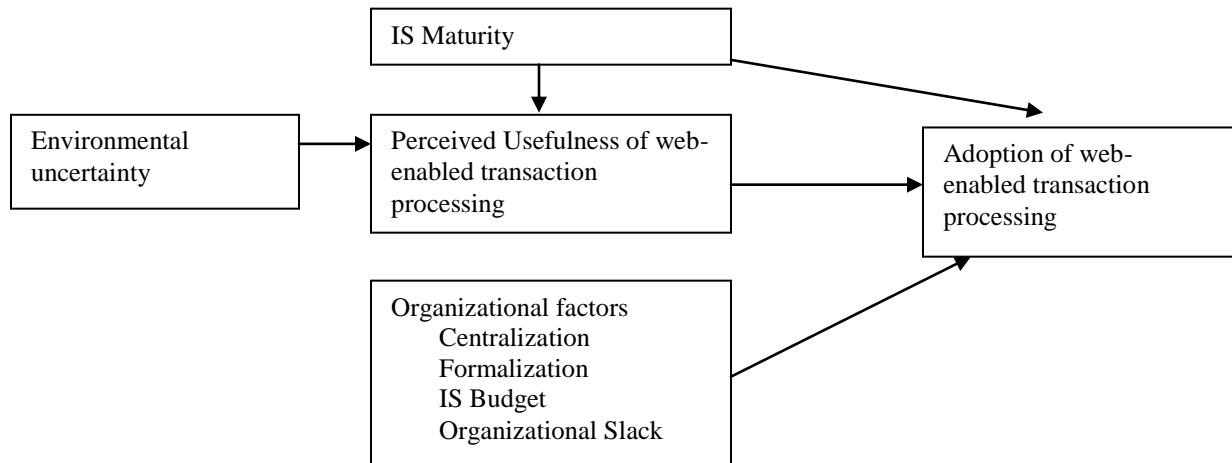 IS Maturity
Environmental
uncertainty
Perceived Usefulness of web-
enabled transaction
processing
Adoption of web-
enabled transaction
processing
Organizational factors
Centralization
Formalization
IS Budget
Organizational Slack